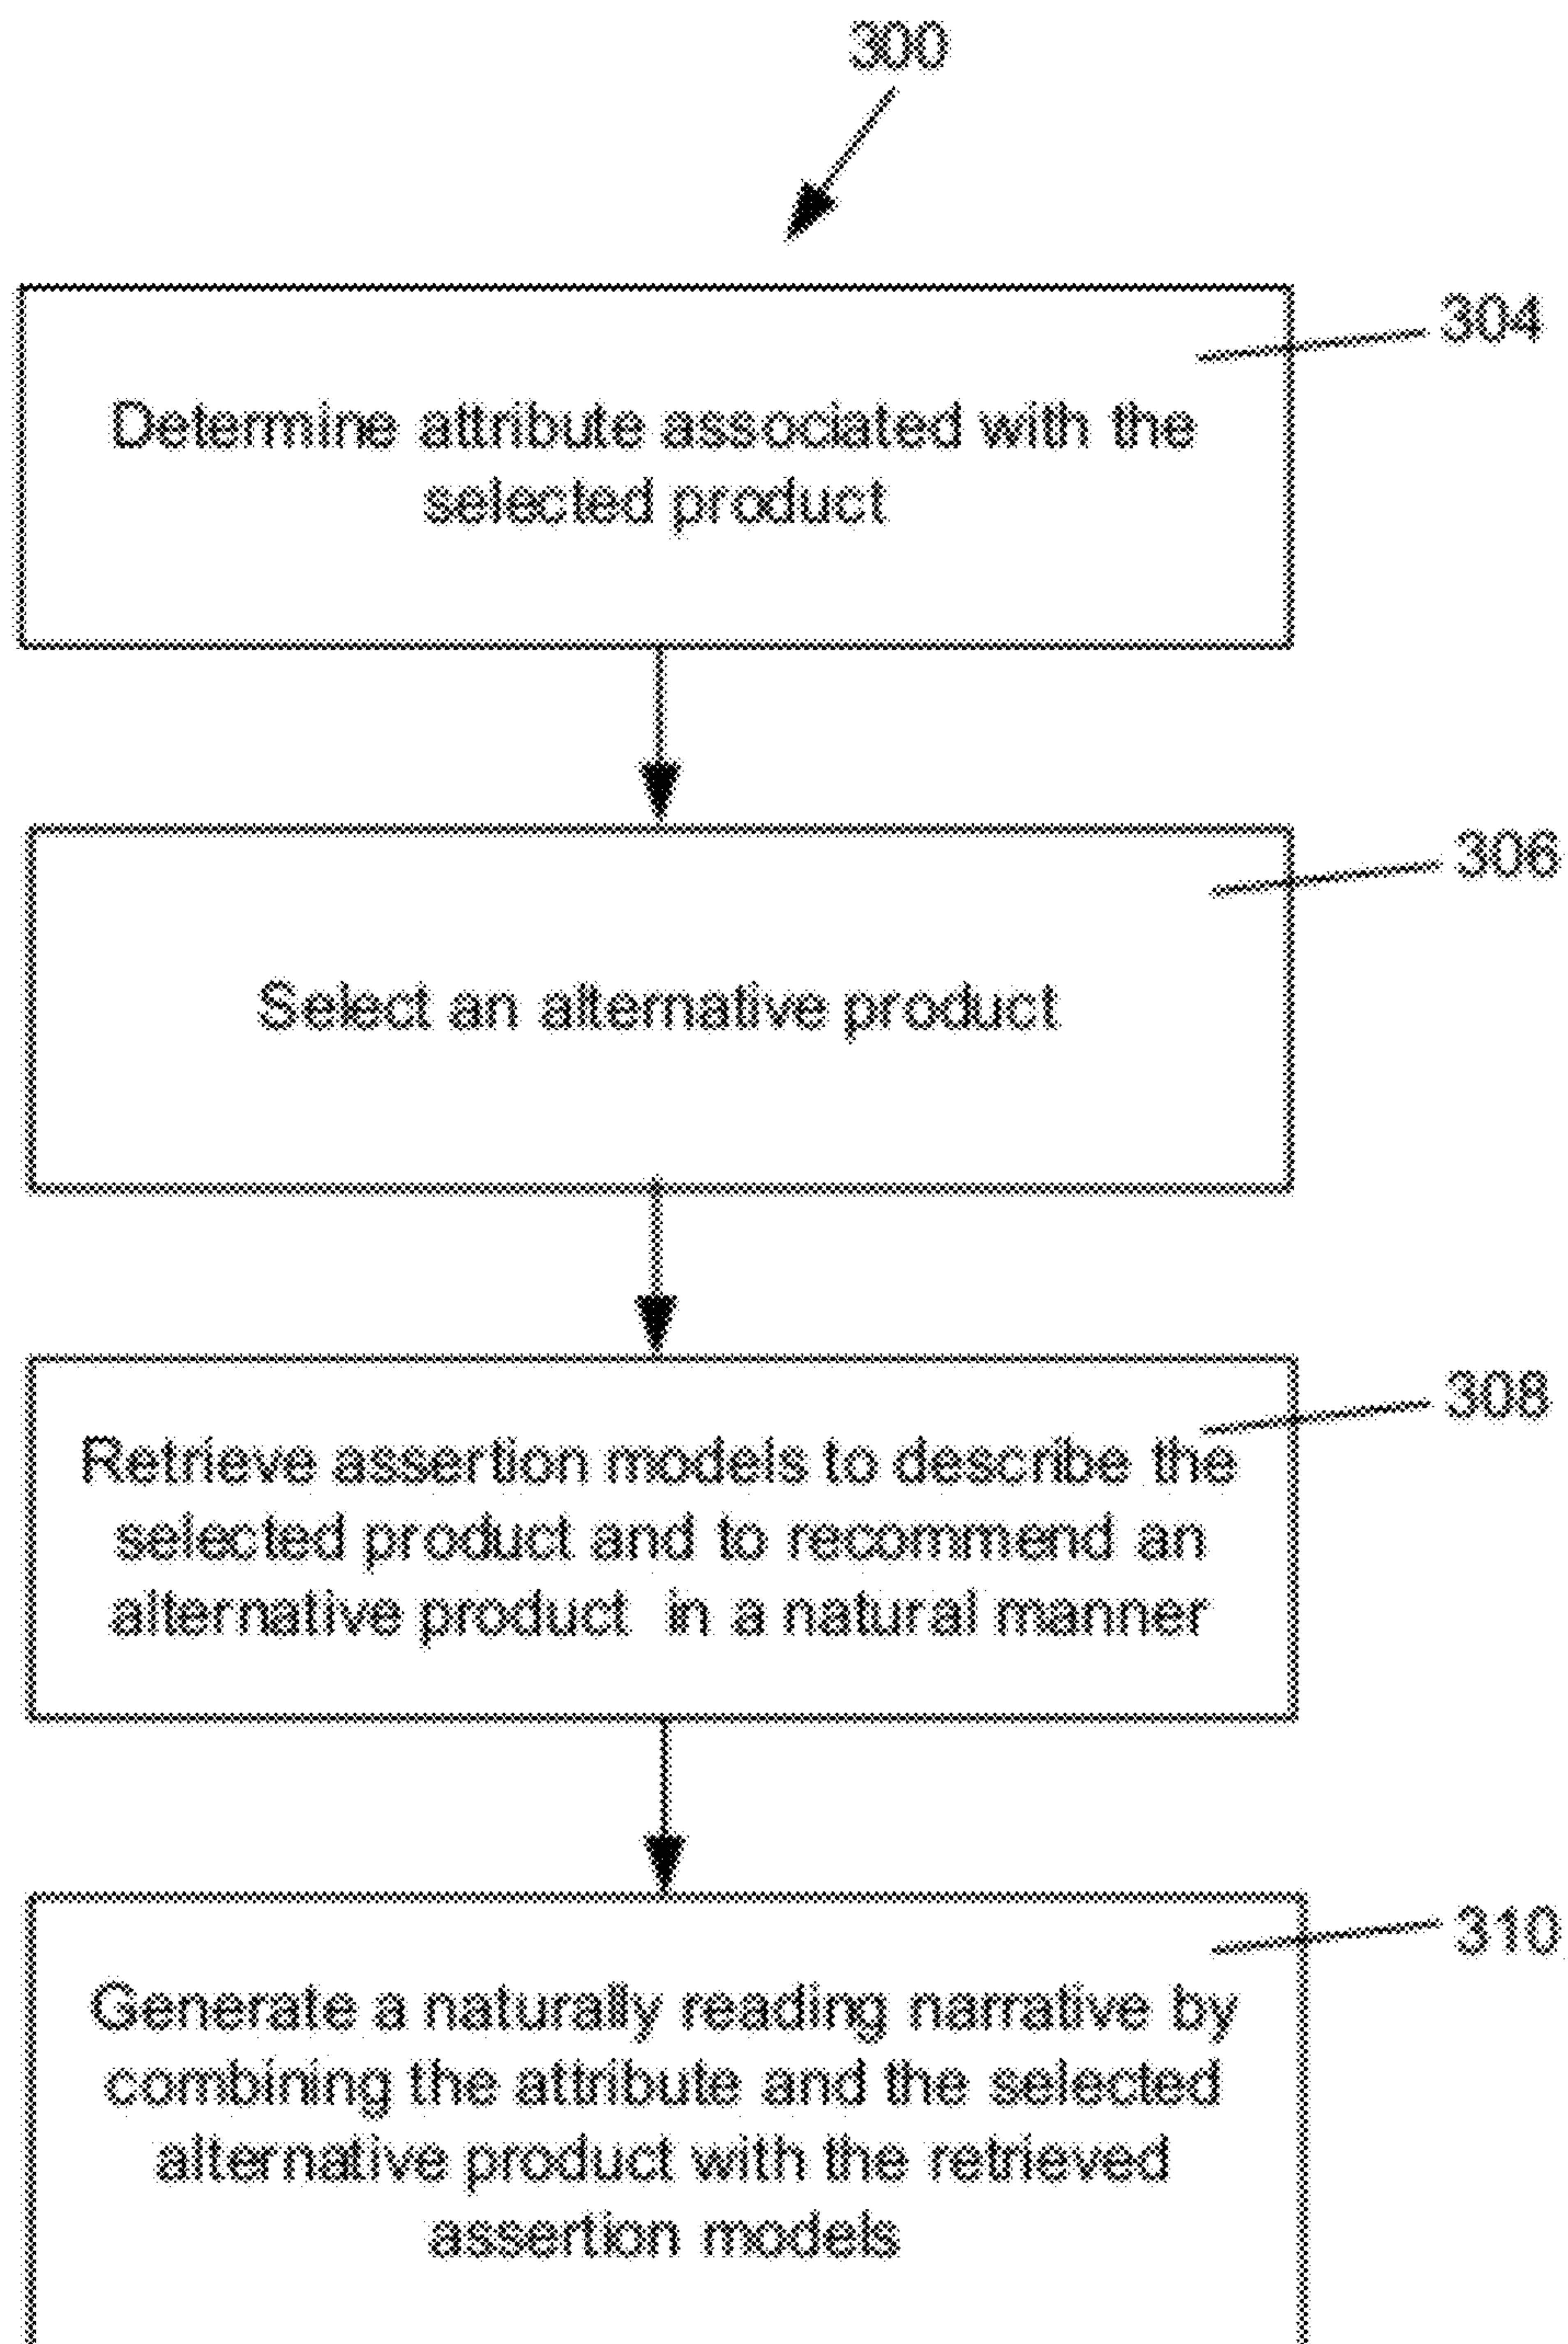 300
304
Determine attribute associated with the
selected product
306
Select an alternative product
308
Retrieve assertion models to describe the
selected product and to recommend an
alternative product in a natural manner
310
Generate a naturally reading narrative by
combining the attribute and the selected
alternative product with the retrieved
assertion models